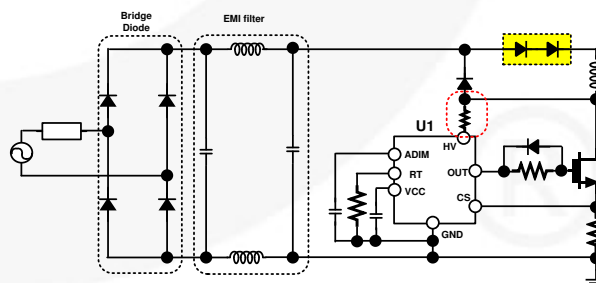 Bridge
Diode
EMI filter
U1
HV
ADIM
RT
VCC
OUT
CS
GND